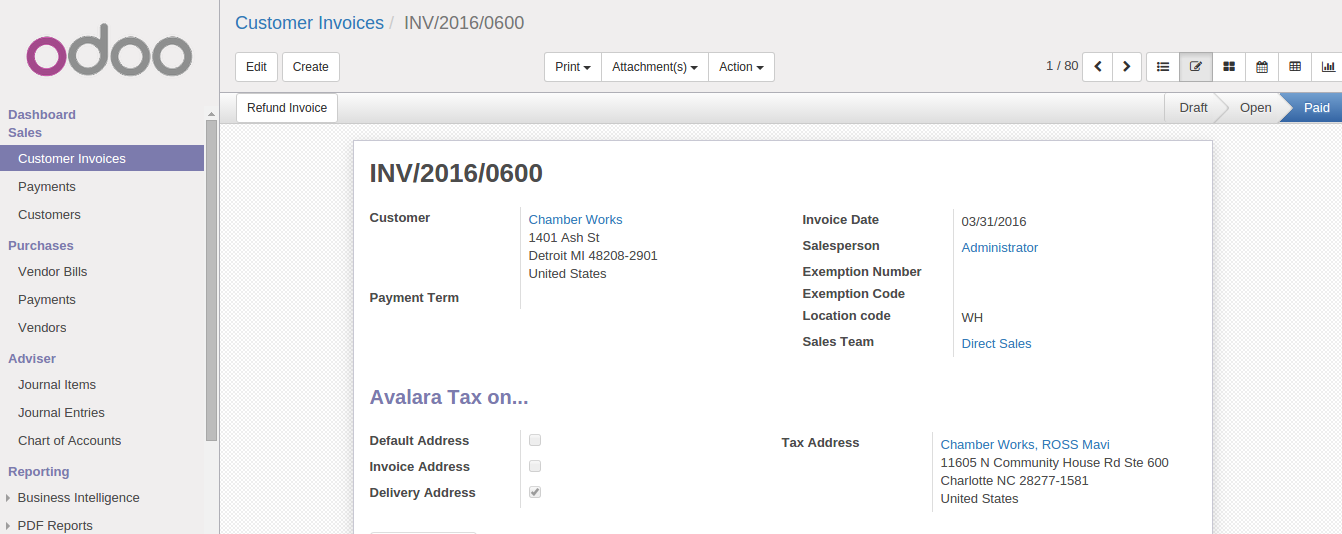 odoo
Dashboard
Sales
Customer Invoices
Payments
Customers
Purchases
Vendor Bills
Payments
Vendors
Adviser
Journal Items
Journal Entries
Chart of Accounts
Reporting
Business Intelligence
PDF Reports
Customer Invoices / INV/2016/0600
Edit Create Print Attachment(s) Action 1 / 80
Refund Invoice Draft Open Paid
INV/2016/0600
Customer
Chamber Works
1401 Ash St
Detroit MI 48208-2901
United States
Payment Term
Invoice Date 03/31/2016
Salesperson Administrator
Exemption Number
Exemption Code
Location code WH
Sales Team Direct Sales
Avalara Tax on...
Default Address
Invoice Address
Delivery Address
Tax Address
Chamber Works, ROSS Mavi
11605 N Community House Rd Ste 600
Charlotte NC 28277-1581
United States